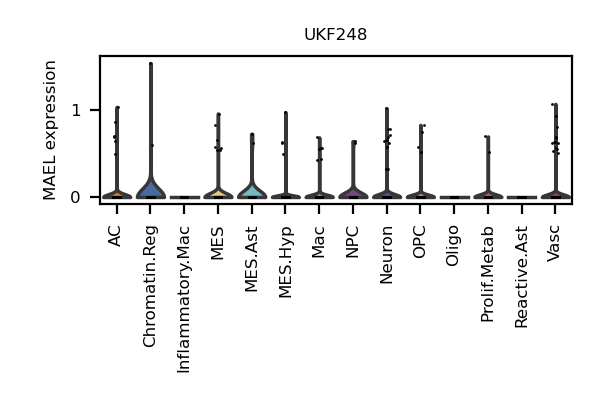 UKF248
MAEL expression
1
0
AC
Chromatin.Reg
Inflammatory.Mac
MES
MES.Ast
MES.Hyp
Mac
NPC
Neuron
OPC
Oligo
Prolif.Metab
Reactive.Ast
Vasc